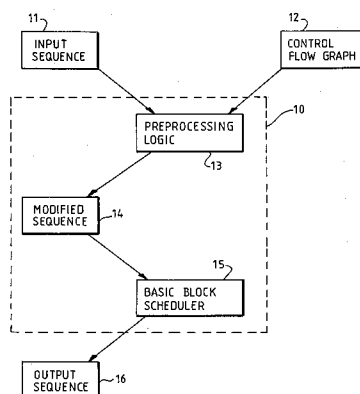 11
12
INPUT
SEQUENCE
CONTROL
FLOW GRAPH
10
PREPROCESSING
LOGIC
13
MODIFIED
SEQUENCE
14
15
BASIC BLOCK
SCHEDULER
OUTPUT
SEQUENCE
16